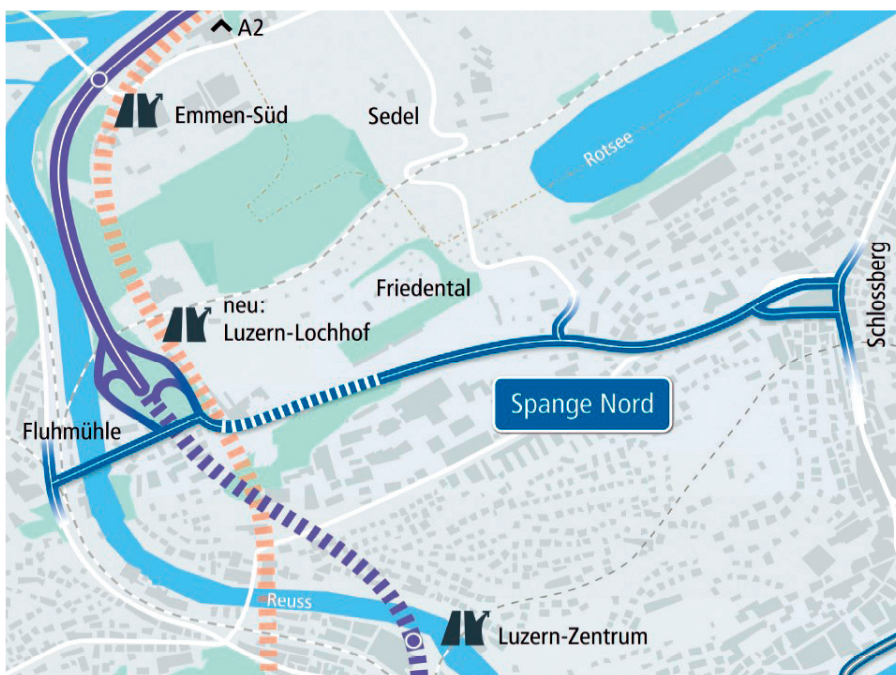 A2
Emmen-Süd
Sedel
Rotsee
neu:
Luzern-Lochhof
Friedental
Schlossberg
Spange Nord
Fluhmühle
Reuss
Luzern-Zentrum